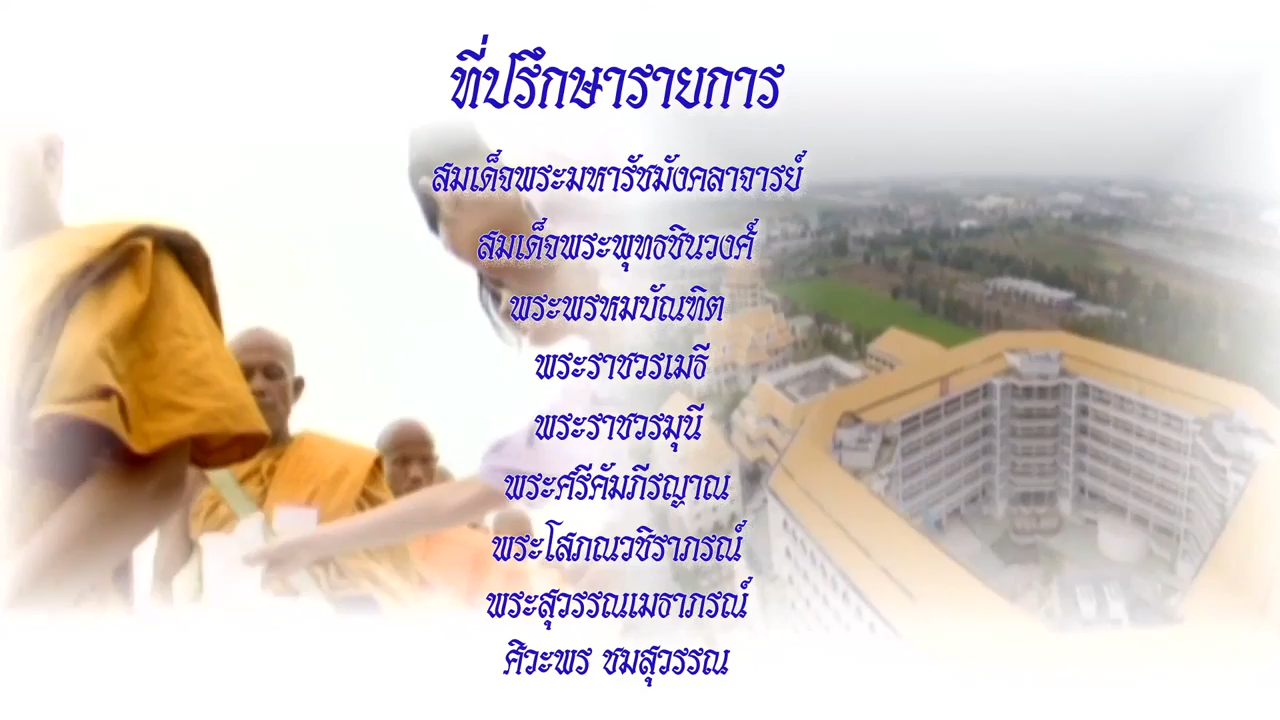 ที่ปรึกษารายการ
สมเด็จพระมหารัชมังคลาจารย์
สมเด็จพระพุทธชินวงศ์
พระพรหมบัณฑิต
พระราชวรเมธี
พระราชวรมุนี
พระศรีคัมภีรญาณ
พระโสภณวชิราภรณ์
พระสุวรรณเมธาภรณ์
ศิวะพร ชมสุวรรณ